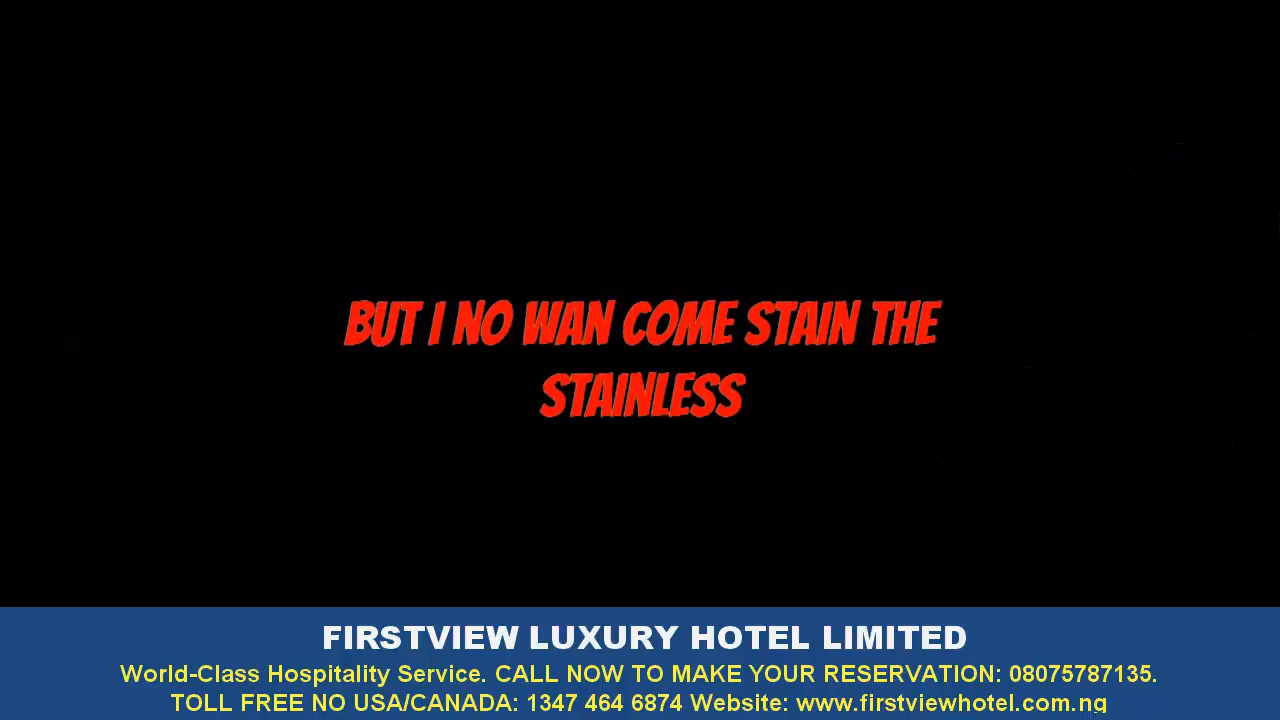 BUT I NO WAN COME STAIN THE
STAINLESS
FIRSTVIEW LUXURY HOTEL LIMITED
World-Class Hospitality Service. CALL NOW TO MAKE YOUR RESERVATION: 08075787135.
TOLL FREE NO USA/CANADA: 1347 464 6874 Website: www.firstviewhotel.com.ng